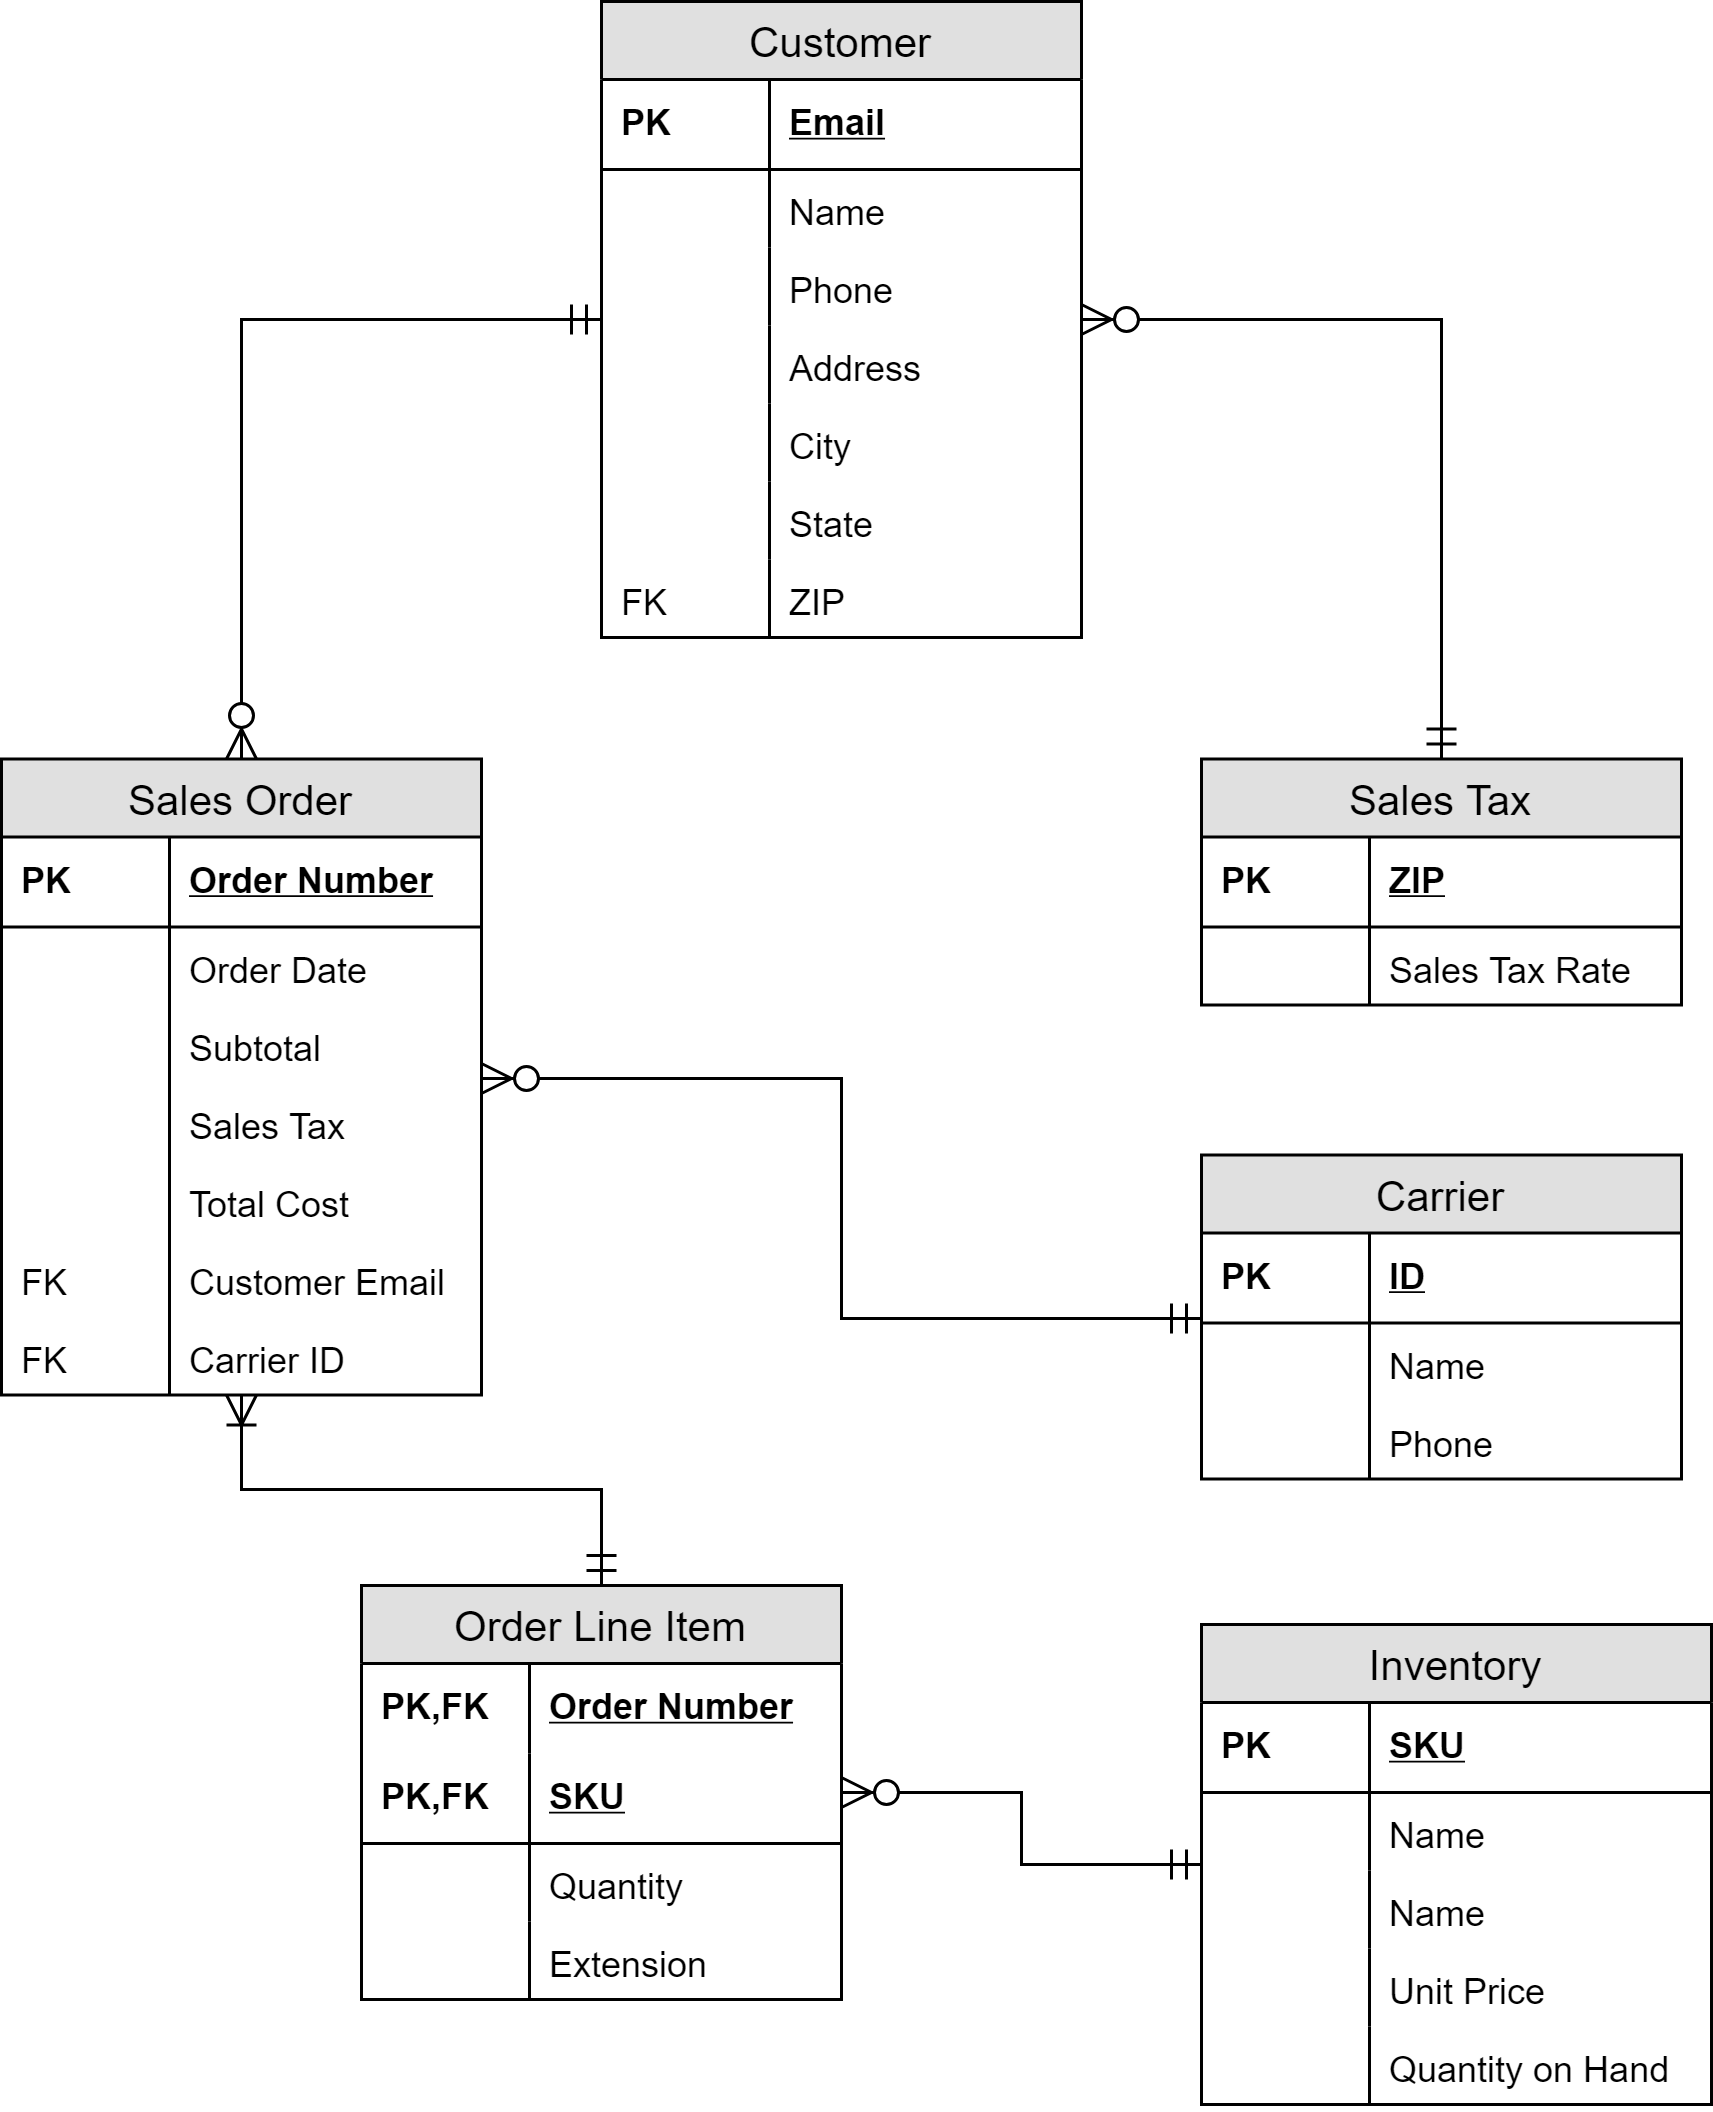 Customer
PK Email
Name
Phone
Address
City
State
FK ZIP
Sales Order
PK Order Number
Order Date
Subtotal
Sales Tax
Total Cost
FK Customer Email
FK Carrier ID
Sales Tax
PK ZIP
Sales Tax Rate
Carrier
PK ID
Name
Phone
Order Line Item
PK,FK Order Number
PK,FK SKU
Quantity
Extension
Inventory
PK SKU
Name
Name
Unit Price
Quantity on Hand